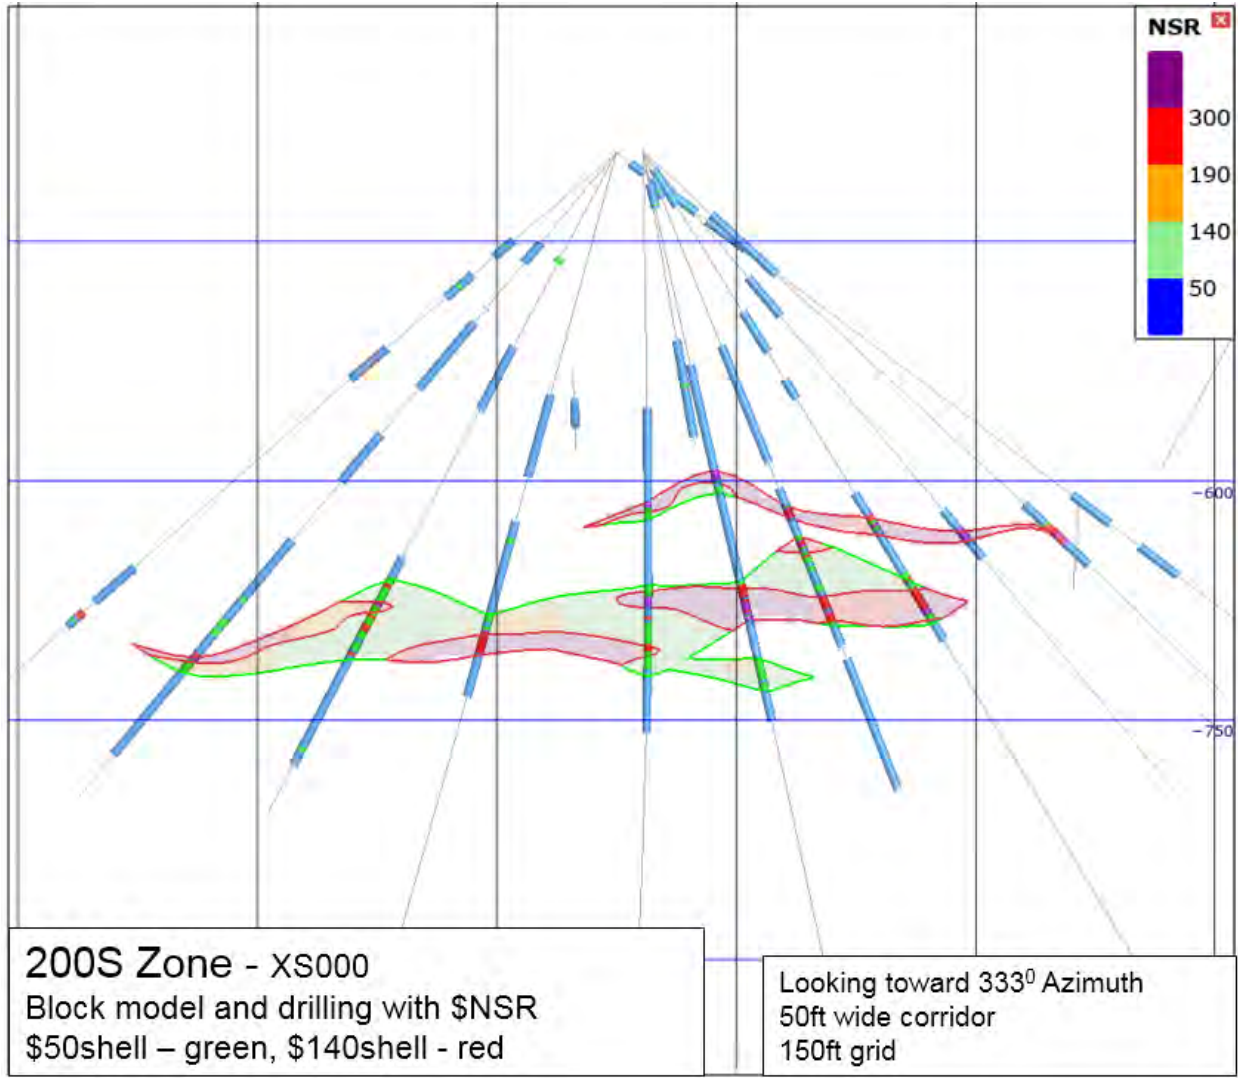 NSR
300
190
140
50
−600
−750
200S Zone - XS000
Block model and drilling with $NSR
$50shell – green, $140shell - red
Looking toward 333⁰ Azimuth
50ft wide corridor
150ft grid